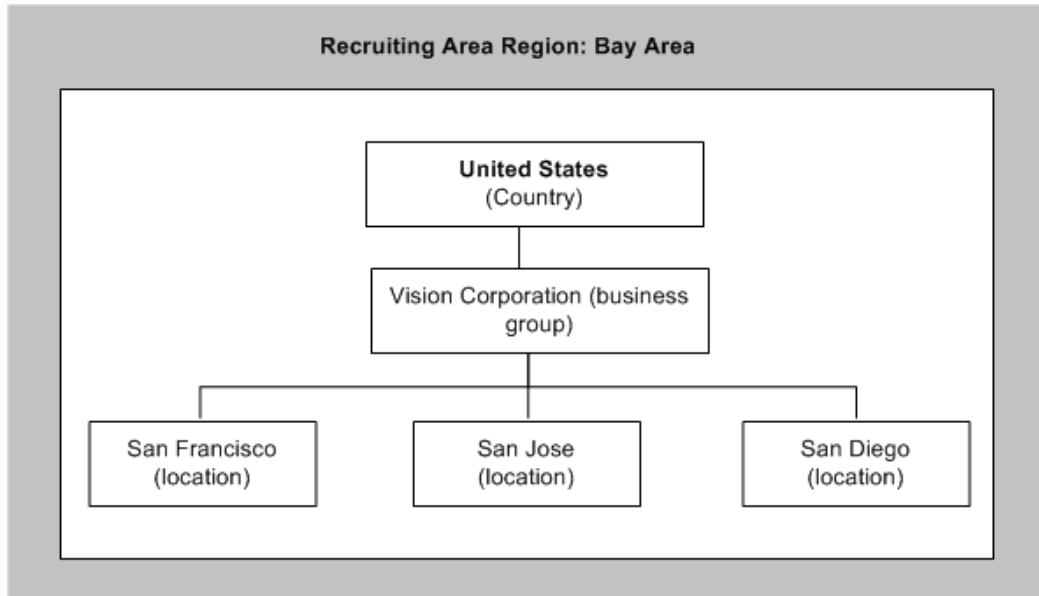 Recruiting Area Region: Bay Area
United States
(Country)
Vision Corporation (business
group)
San Francisco
(location)
San Jose
(location)
San Diego
(location)